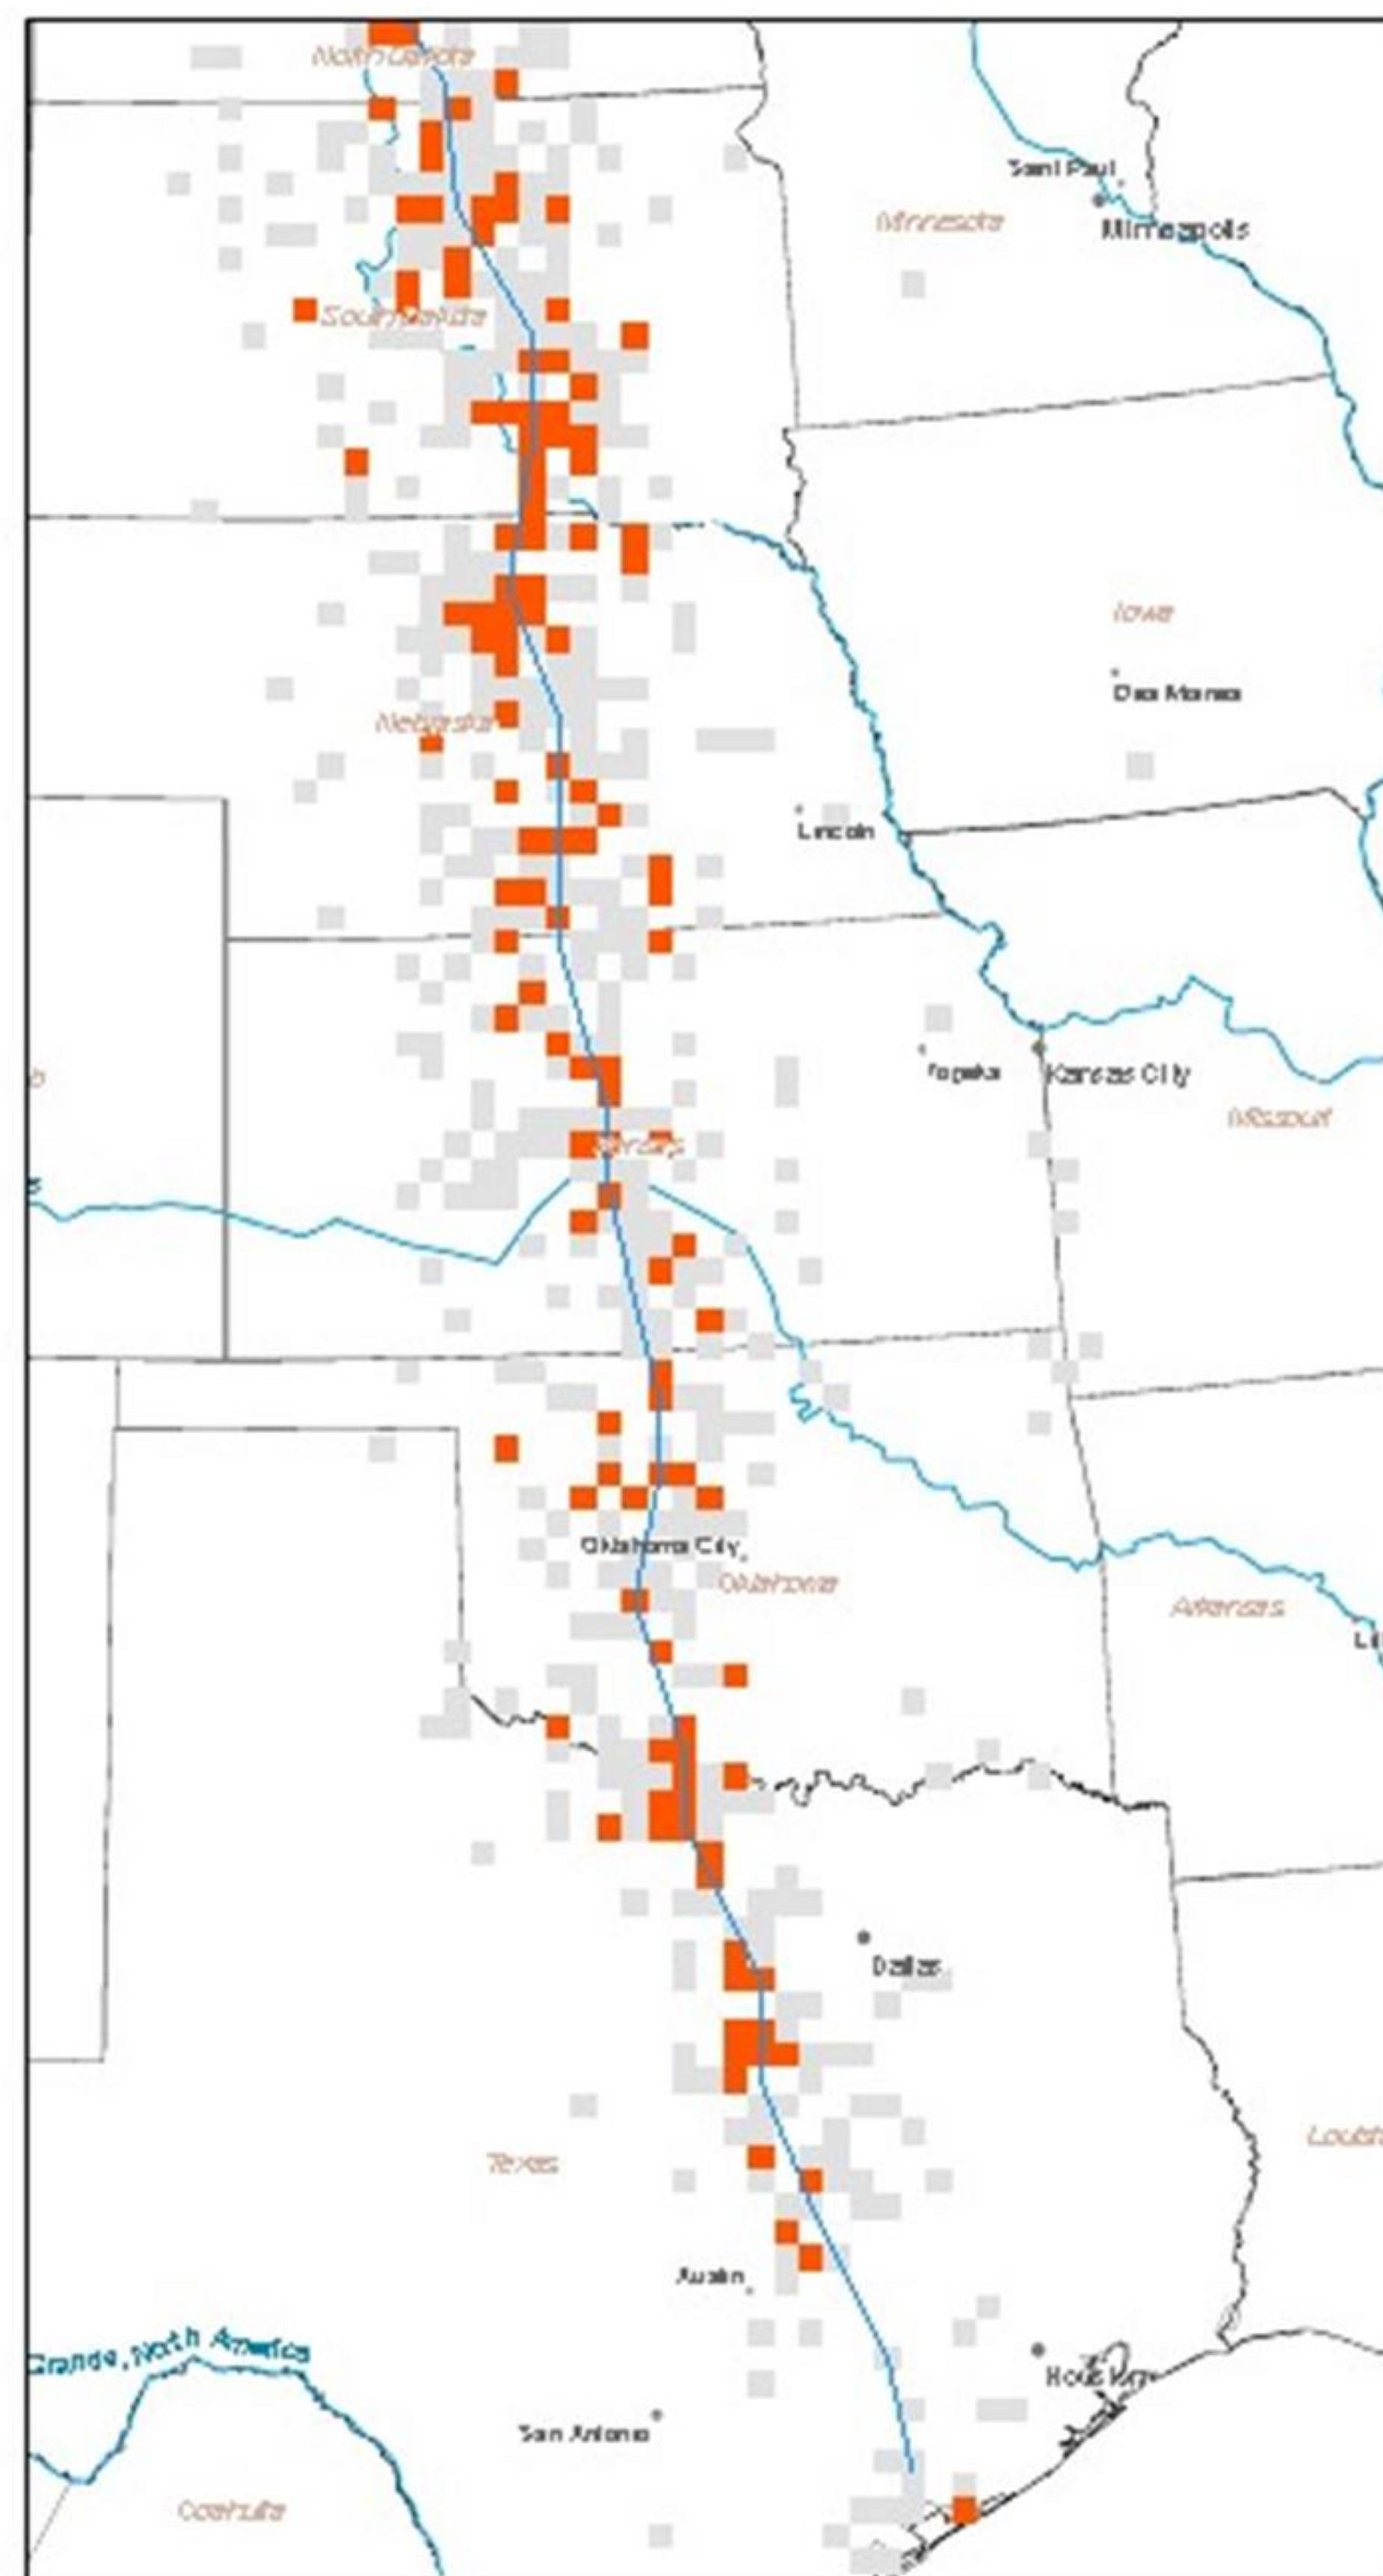 North Dakota
Saint Paul
Minnesota
Minneapolis
South Dakota
Iowa
Des Moines
Nebraska
Lincoln
Topeka
Kansas City
Missouri
Kansas
Oklahoma City
Oklahoma
Arkansas
Dallas
Texas
Austin
Grande, North America
Houston
San Antonio
Coahuila